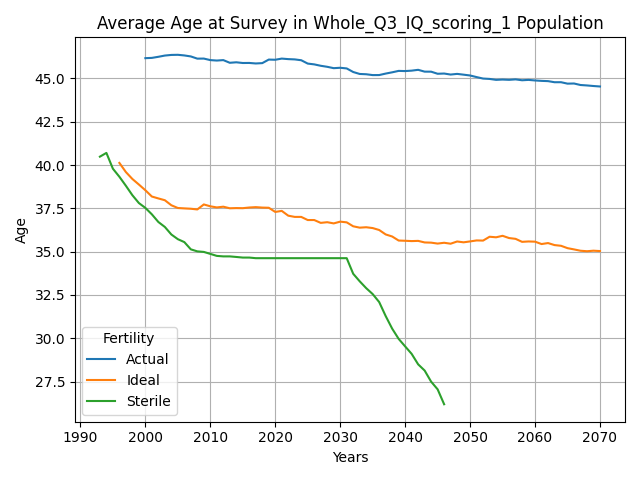 Average Age at Survey in Whole_Q3_IQ_scoring_1 Population
45.0
42.5
40.0
37.5
35.0
32.5
30.0
27.5
Age
Fertility
Actual
Ideal
Sterile
1990 2000 2010 2020 2030 2040 2050 2060 2070
Years